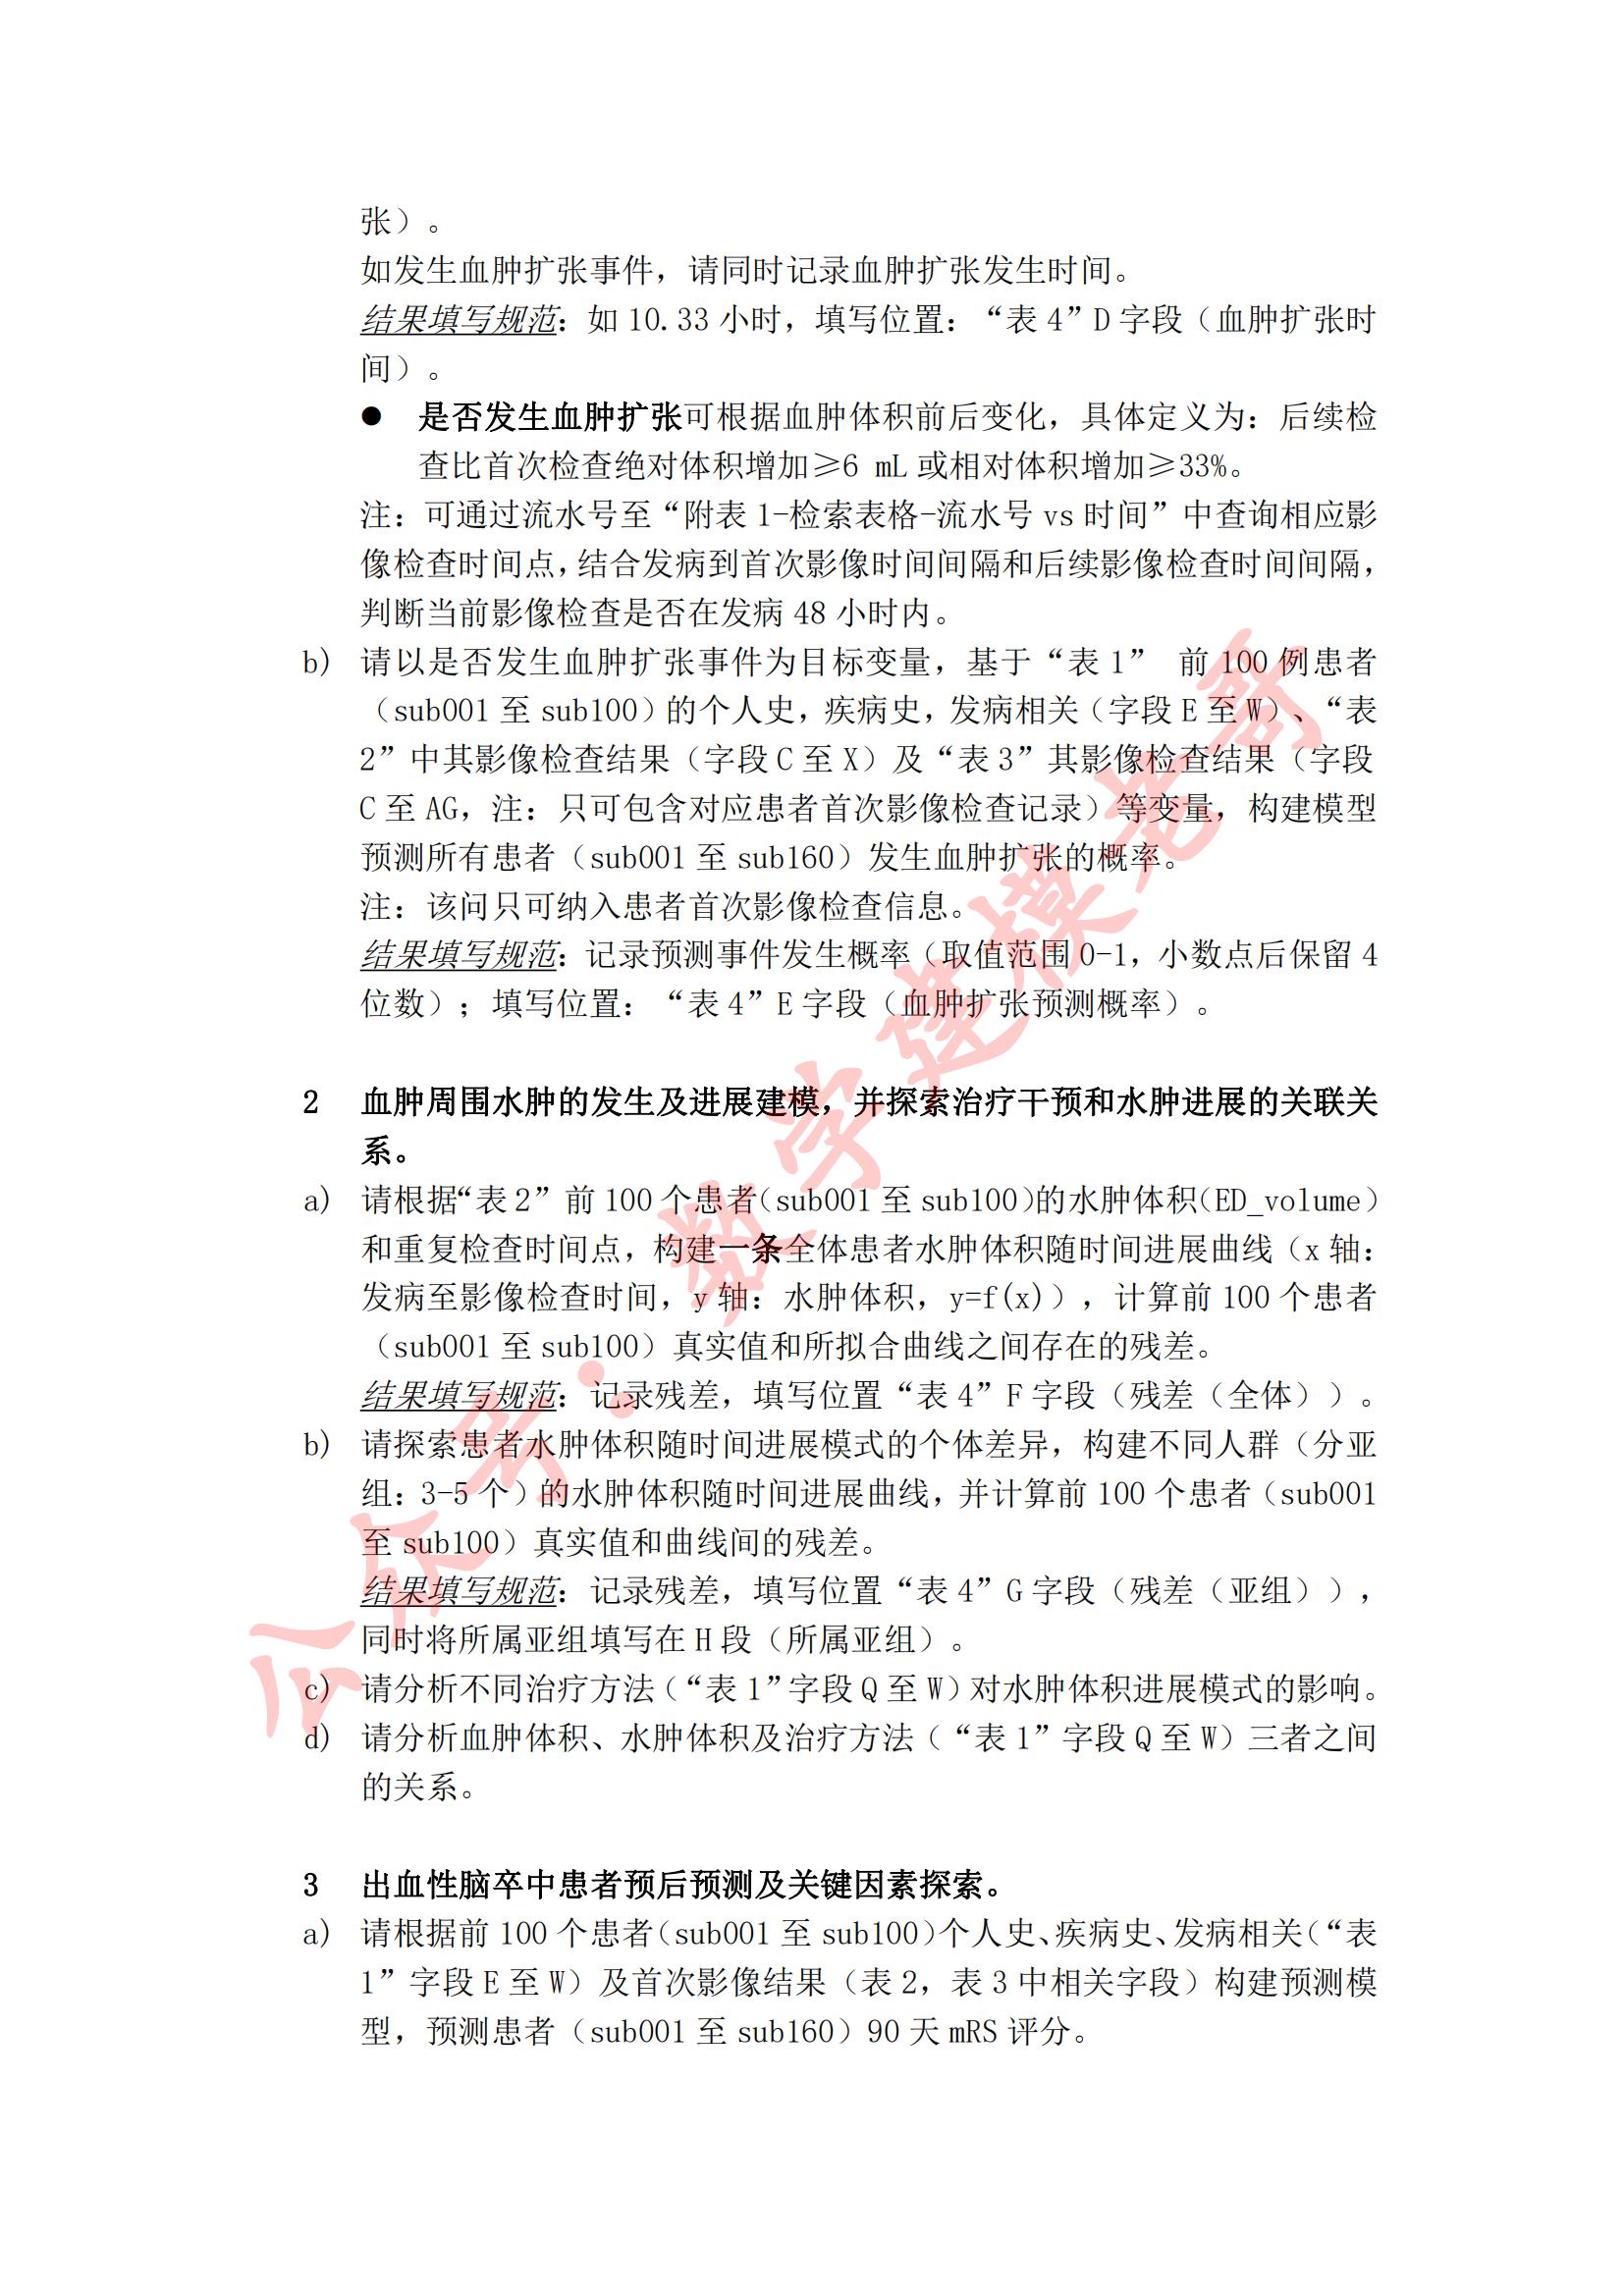 张）。
如发生血肿扩张事件，请同时记录血肿扩张发生时间。
结果填写规范：如 10.33 小时，填写位置：“表 4”D 字段（血肿扩张时
间）。
● 是否发生血肿扩张可根据血肿体积前后变化，具体定义为：后续检
查比首次检查绝对体积增加≥6 mL 或相对体积增加≥33%。
注：可通过流水号至“附表 1-检索表格-流水号 vs 时间”中查询相应影
像检查时间点，结合发病到首次影像时间间隔和后续影像检查时间间隔，
判断当前影像检查是否在发病 48 小时内。
b) 请以是否发生血肿扩张事件为目标变量，基于“表 1” 前 100 例患者
（sub001 至 sub100）的个人史，疾病史，发病相关（字段 E 至 W）、“表
2”中其影像检查结果（字段 C 至 X）及“表 3”其影像检查结果（字段
C 至 AG，注：只可包含对应患者首次影像检查记录）等变量，构建模型
预测所有患者（sub001 至 sub160）发生血肿扩张的概率。
注：该问只可纳入患者首次影像检查信息。
结果填写规范：记录预测事件发生概率（取值范围 0-1，小数点后保留 4
位数）；填写位置：“表 4”E 字段（血肿扩张预测概率）。
2 血肿周围水肿的发生及进展建模，并探索治疗干预和水肿进展的关联关
系。
a) 请根据“表 2”前 100 个患者（sub001 至 sub100）的水肿体积（ED_volume）
和重复检查时间点，构建一条全体患者水肿体积随时间进展曲线（x 轴：
发病至影像检查时间，y 轴：水肿体积，y=f(x)），计算前 100 个患者
（sub001 至 sub100）真实值和所拟合曲线之间存在的残差。
结果填写规范：记录残差，填写位置“表 4”F 字段（残差（全体））。
b) 请探索患者水肿体积随时间进展模式的个体差异，构建不同人群（分亚
组：3-5 个）的水肿体积随时间进展曲线，并计算前 100 个患者（sub001
至 sub100）真实值和曲线间的残差。
结果填写规范：记录残差，填写位置“表 4”G 字段（残差（亚组）），
同时将所属亚组填写在 H 段（所属亚组）。
c) 请分析不同治疗方法（“表 1”字段 Q 至 W）对水肿体积进展模式的影响。
d) 请分析血肿体积、水肿体积及治疗方法（“表 1”字段 Q 至 W）三者之间
的关系。
3 出血性脑卒中患者预后预测及关键因素探索。
a) 请根据前 100 个患者（sub001 至 sub100）个人史、疾病史、发病相关（“表
1”字段 E 至 W）及首次影像结果（表 2，表 3 中相关字段）构建预测模
型，预测患者（sub001 至 sub160）90 天 mRS 评分。
公众号：数学建模老哥